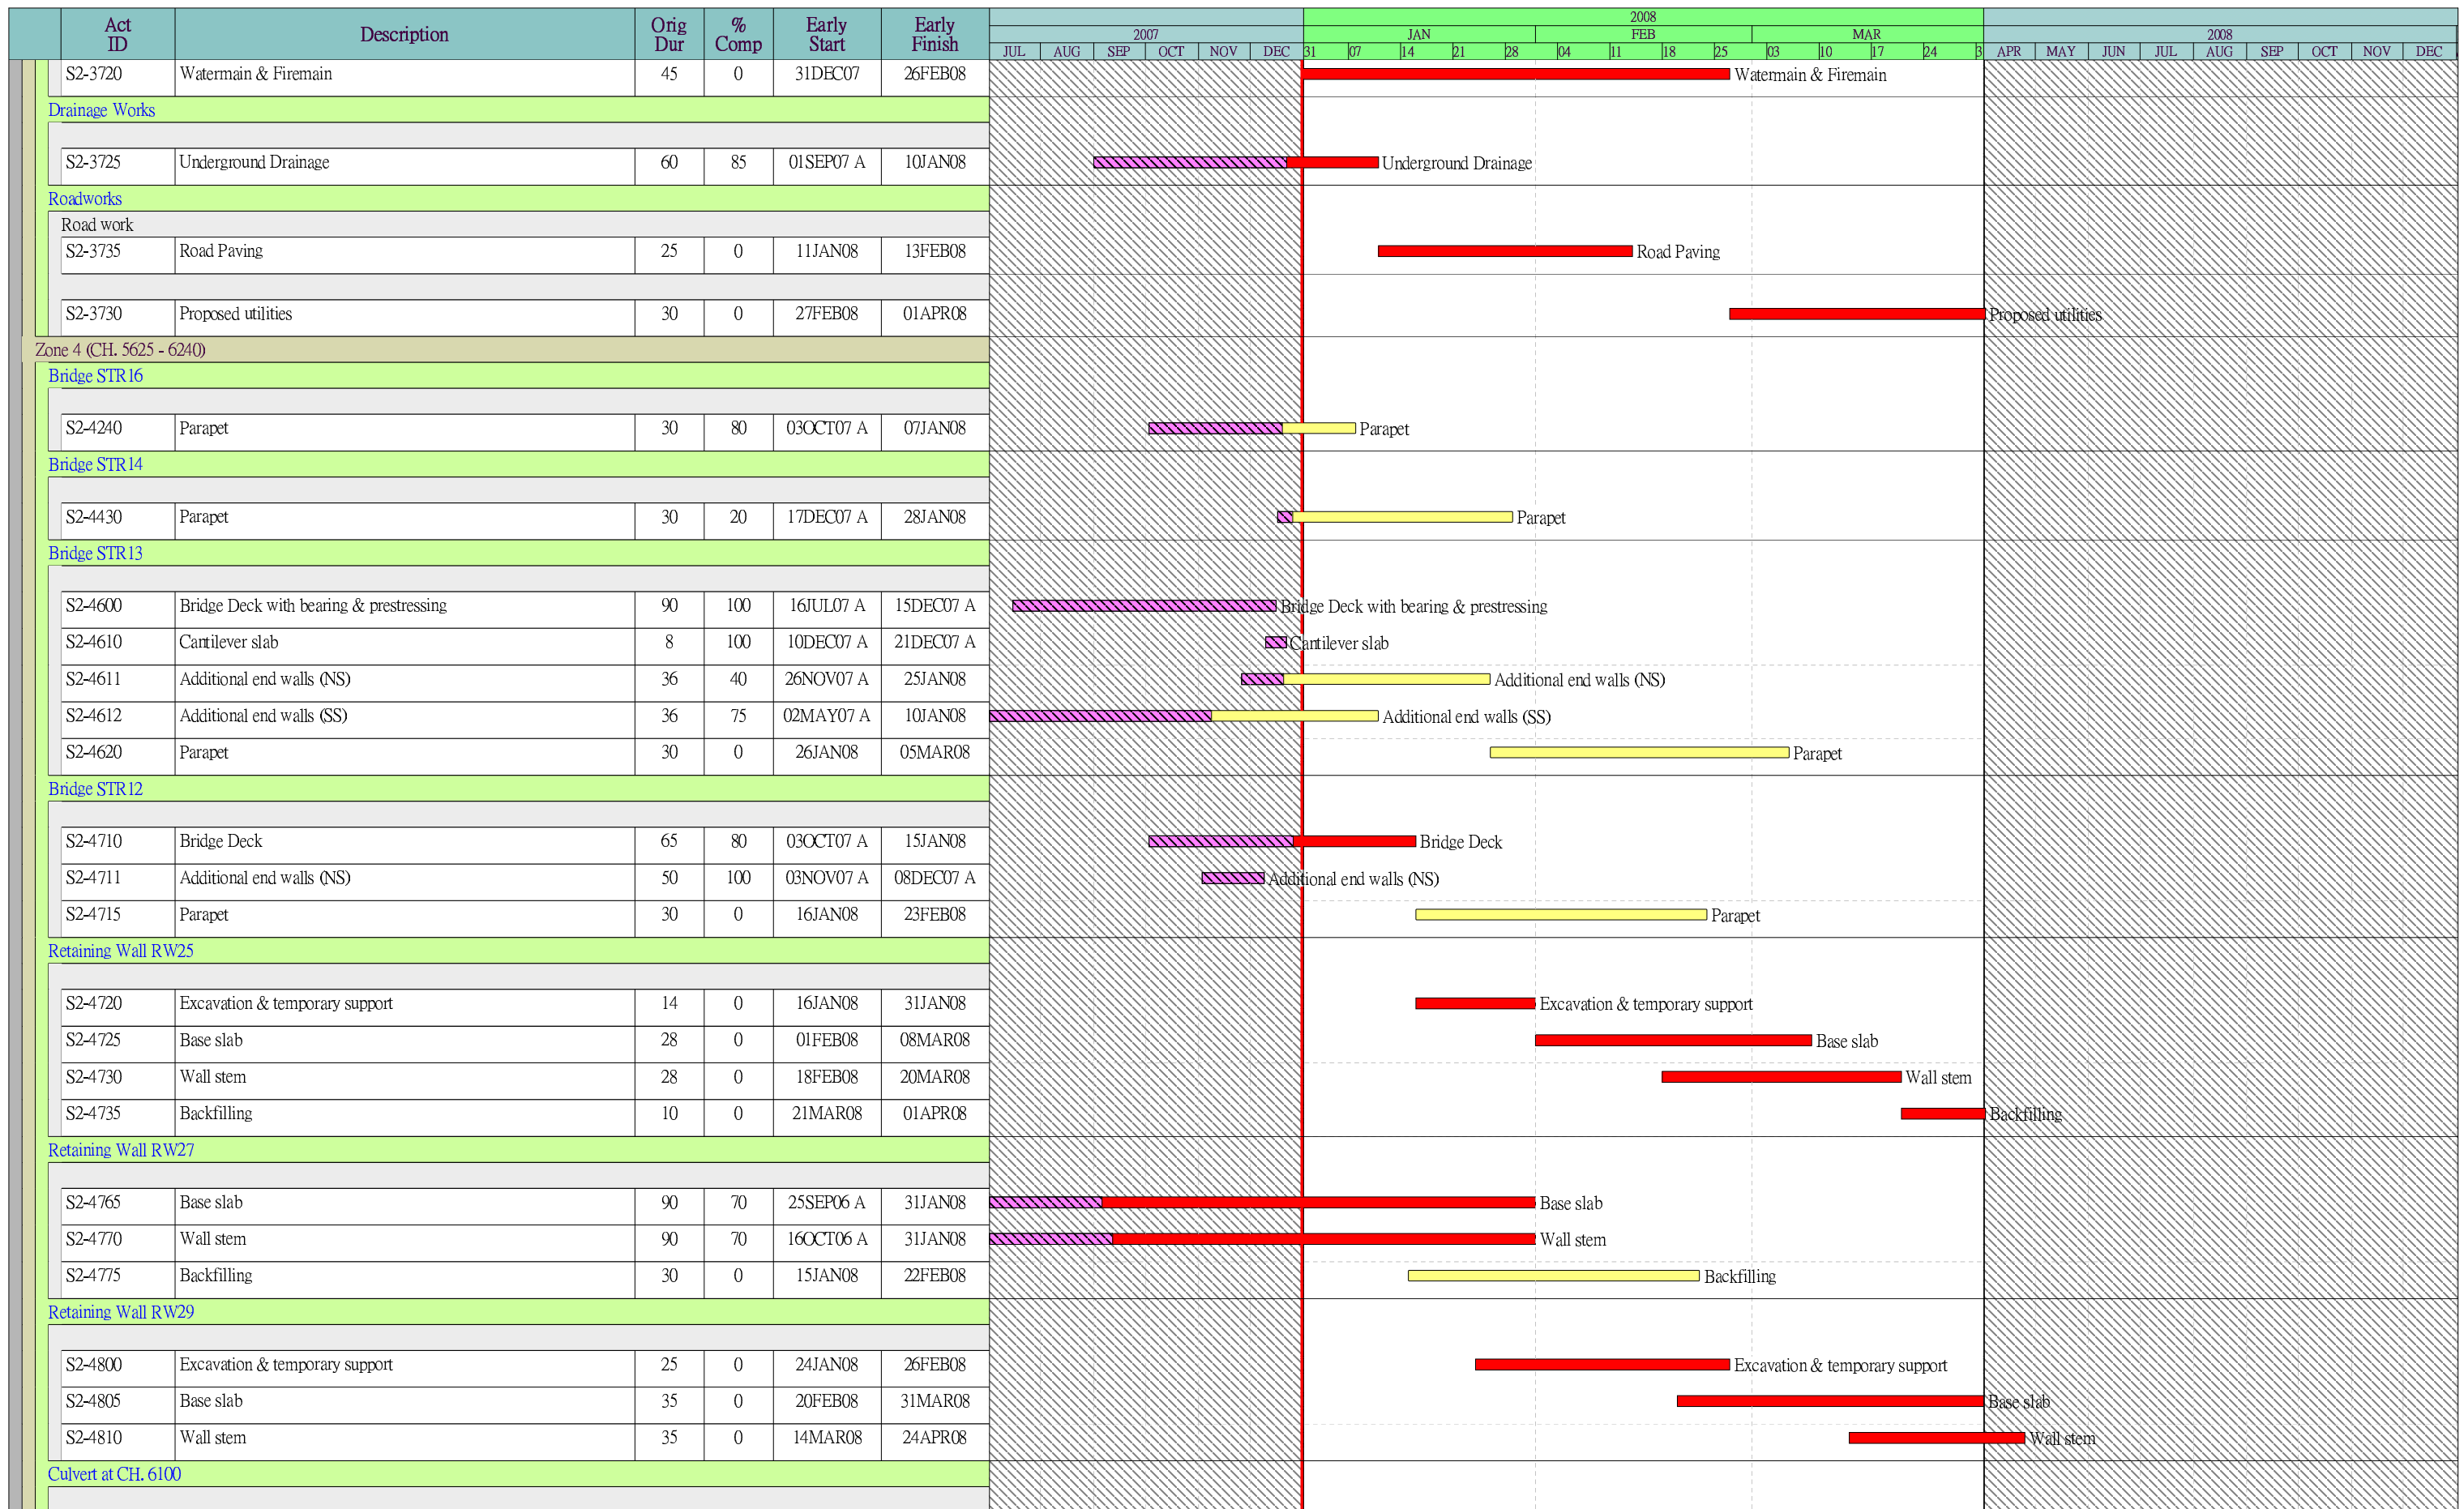 Act ID Description Orig Dur % Comp Early Start Early Finish
2008
2007 JAN FEB MAR 2008
JUL AUG SEP OCT NOV DEC 31 07 14 21 28 04 11 18 25 03 10 17 24 3 APR MAY JUN JUL AUG SEP OCT NOV DEC
S2-3720 Watermain & Firemain 45 0 31DEC07 26FEB08 Watermain & Firemain
Drainage Works
S2-3725 Underground Drainage 60 85 01SEP07 A 10JAN08 Underground Drainage
Roadworks
Road work
S2-3735 Road Paving 25 0 11JAN08 13FEB08 Road Paving
S2-3730 Proposed utilities 30 0 27FEB08 01APR08 Proposed utilities
Zone 4 (CH. 5625 - 6240)
Bridge STR16
S2-4240 Parapet 30 80 03OCT07 A 07JAN08 Parapet
Bridge STR14
S2-4430 Parapet 30 20 17DEC07 A 28JAN08 Parapet
Bridge STR13
S2-4600 Bridge Deck with bearing & prestressing 90 100 16JUL07 A 15DEC07 A Bridge Deck with bearing & prestressing
S2-4610 Cantilever slab 8 100 10DEC07 A 21DEC07 A Cantilever slab
S2-4611 Additional end walls (NS) 36 40 26NOV07 A 25JAN08 Additional end walls (NS)
S2-4612 Additional end walls (SS) 36 75 02MAY07 A 10JAN08 Additional end walls (SS)
S2-4620 Parapet 30 0 26JAN08 05MAR08 Parapet
Bridge STR12
S2-4710 Bridge Deck 65 80 03OCT07 A 15JAN08 Bridge Deck
S2-4711 Additional end walls (NS) 50 100 03NOV07 A 08DEC07 A Additional end walls (NS)
S2-4715 Parapet 30 0 16JAN08 23FEB08 Parapet
Retaining Wall RW25
S2-4720 Excavation & temporary support 14 0 16JAN08 31JAN08 Excavation & temporary support
S2-4725 Base slab 28 0 01FEB08 08MAR08 Base slab
S2-4730 Wall stem 28 0 18FEB08 20MAR08 Wall stem
S2-4735 Backfilling 10 0 21MAR08 01APR08 Backfilling
Retaining Wall RW27
S2-4765 Base slab 90 70 25SEP06 A 31JAN08 Base slab
S2-4770 Wall stem 90 70 16OCT06 A 31JAN08 Wall stem
S2-4775 Backfilling 30 0 15JAN08 22FEB08 Backfilling
Retaining Wall RW29
S2-4800 Excavation & temporary support 25 0 24JAN08 26FEB08 Excavation & temporary support
S2-4805 Base slab 35 0 20FEB08 31MAR08 Base slab
S2-4810 Wall stem 35 0 14MAR08 24APR08 Wall stem
Culvert at CH. 6100